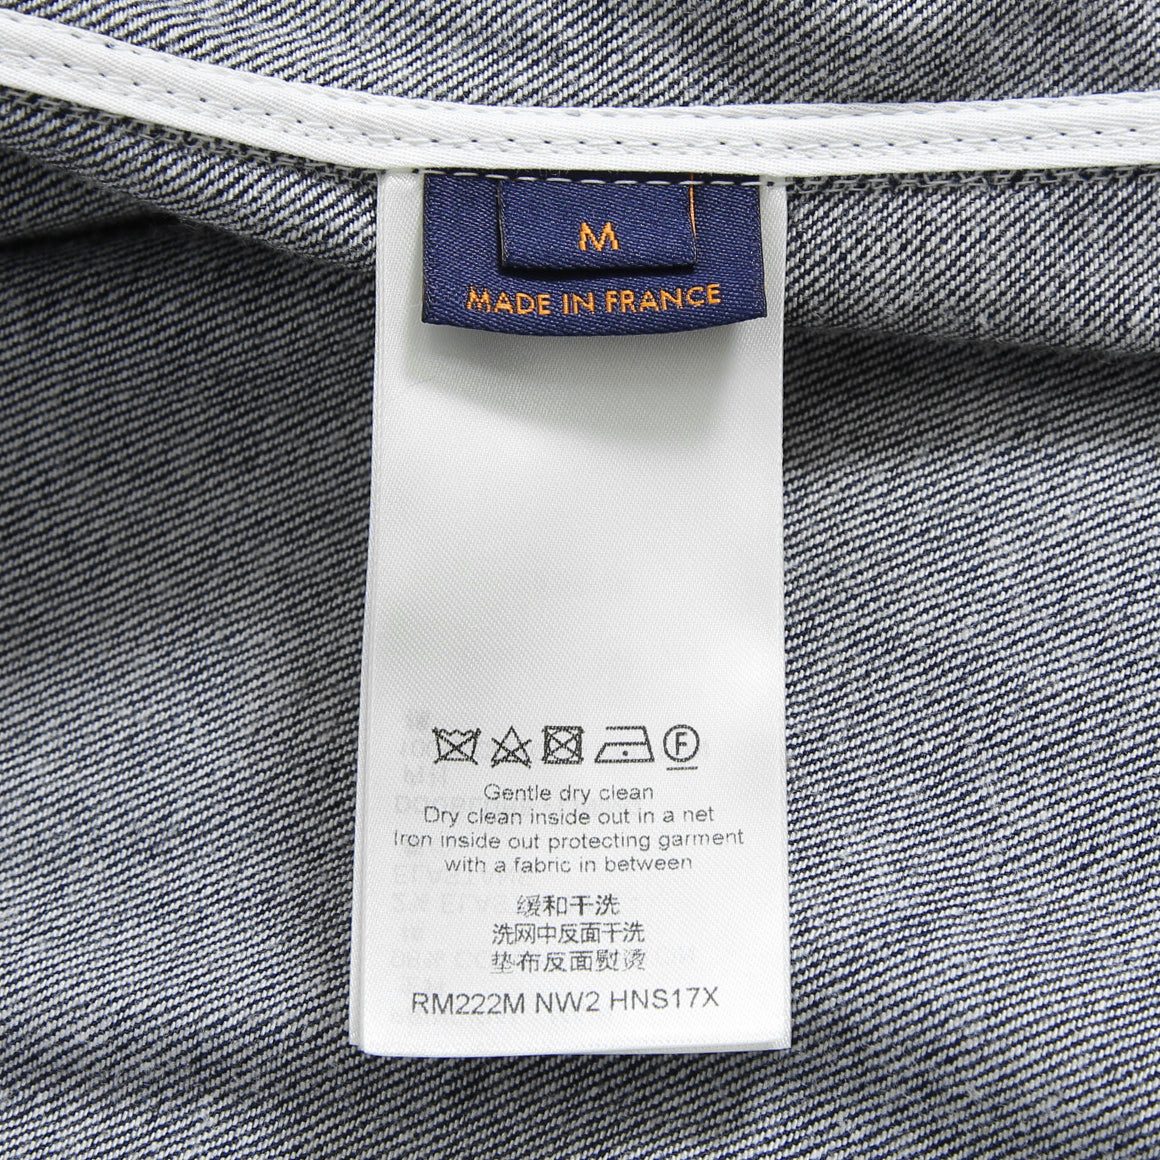 M
MADE IN FRANCE
F
Gentle dry clean
Dry clean inside out in a net
Iron inside out protecting garment
with a fabric in between
缓和干洗
洗网中反面干洗
垫布反面熨烫
RM222M NW2 HNS17X